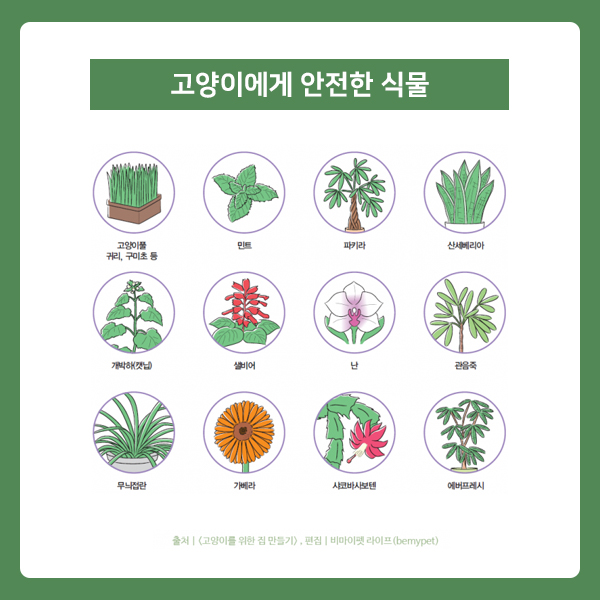 고양이에게 안전한 식물
고양이풀
귀리, 구미초 등
민트
파키라
산세베리아
개박하(캣닢)
샐비어
난
관음죽
무늬접란
가베라
샤코바사보텐
에버프레시
출처 | <고양이를 위한 집 만들기> , 편집 | 비마이펫 라이프(bemypet)